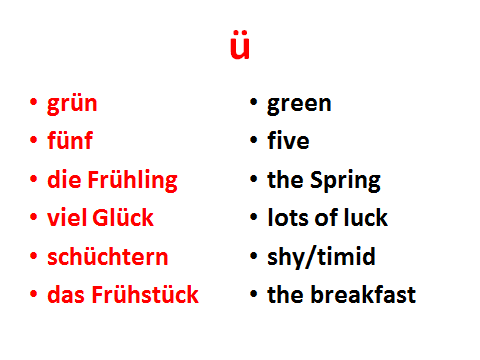 ü
• grün
• fünf
• die Frühling
• viel Glück
• schüchtern
• das Frühstück
• green
• five
• the Spring
• lots of luck
• shy/timid
• the breakfast